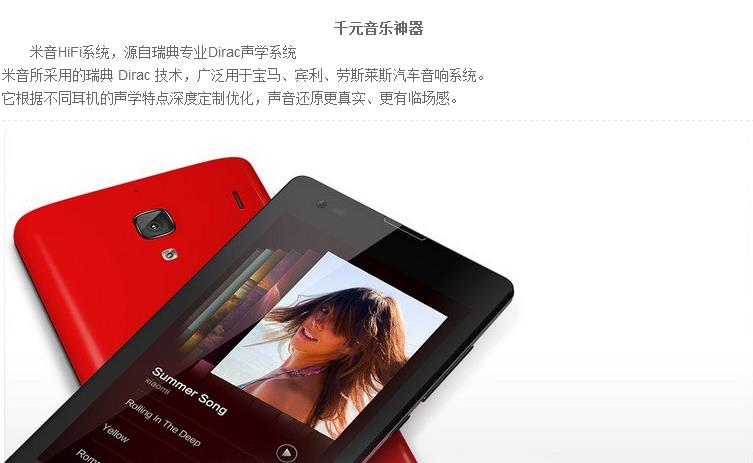 千元音乐神器
米音HiFi系统，源自瑞典专业Dirac声学系统
米音所采用的瑞典 Dirac 技术，广泛用于宝马、宾利、劳斯莱斯汽车音响系统。
它根据不同耳机的声学特点深度定制优化，声音还原更真实、更有临场感。
Summer Song
xiaomi
Rolling In The Deep
Yellow